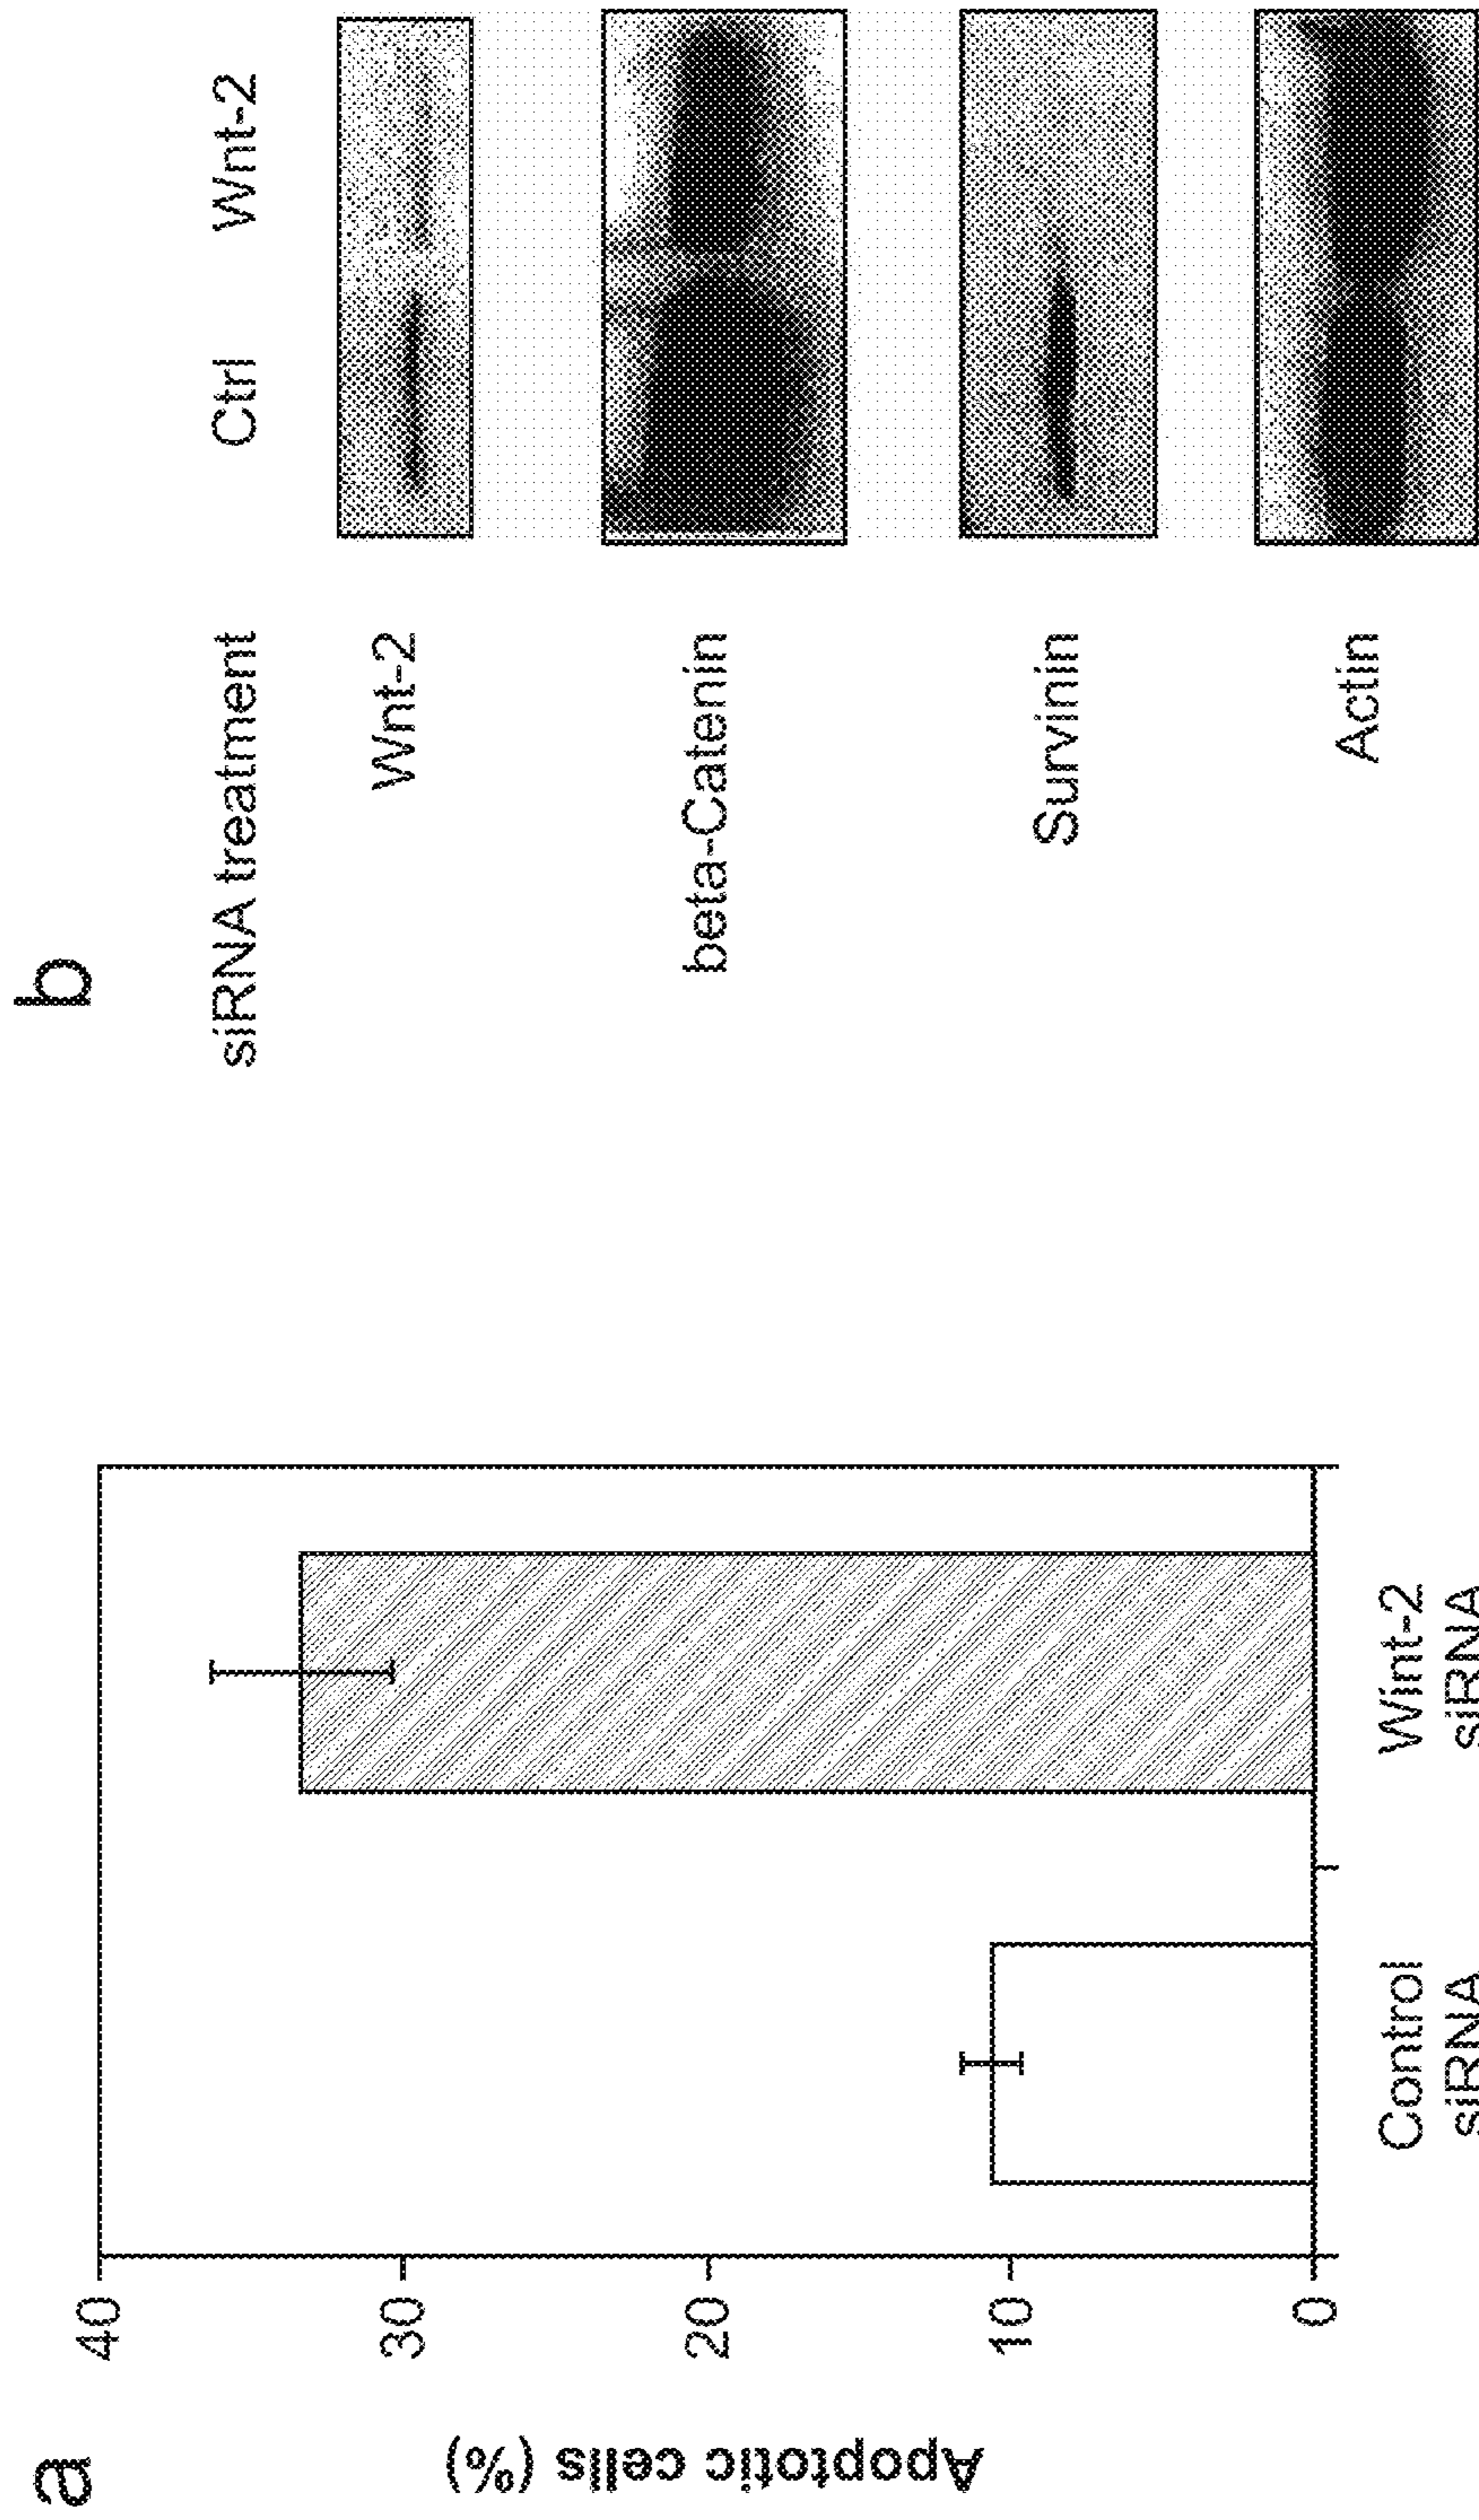 a
Apoptotic cells (%)
40
30
20
10
0
Control
siRNA
Wint-2
siRNA
b
siRNA treatment
Ctrl
Wnt-2
Wnt-2
beta-Catenin
Survinin
Actin